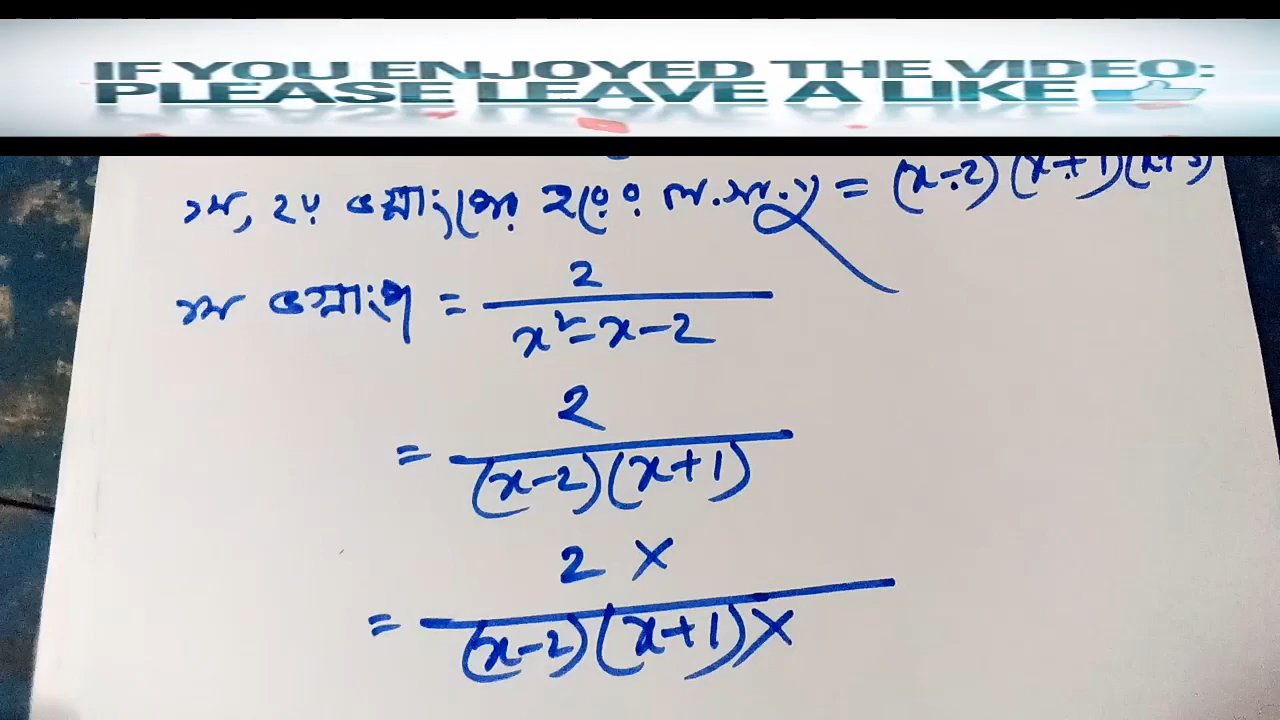 IF YOU ENJOYED THE VIDEO:
PLEASE LEAVE A LIKE
১ম, ২য় ভগ্নাংশের হরের ল.সা.গু = (x-2)(x+1)(x+3)
১ম ভগ্নাংশ = 2 / x²-x-2
= 2 / (x-2)(x+1)
= 2 × / (x-2)(x+1)×